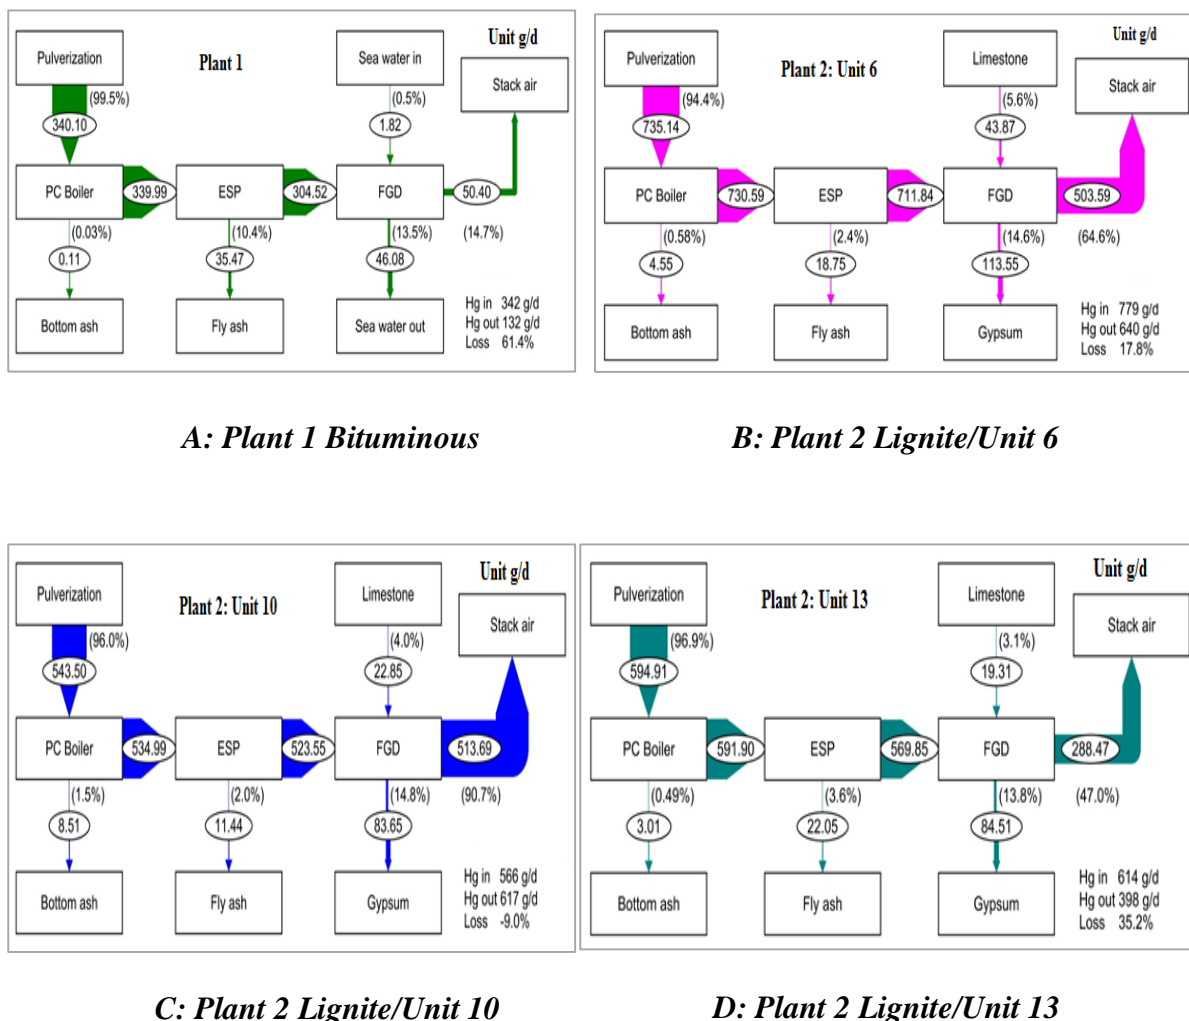 Pulverization
Plant 1
Sea water in
Unit g/d
Stack air
(99.5%)
(0.5%)
340.10
1.82
PC Boiler
339.99
ESP
304.52
FGD
50.40
(0.03%)
(10.4%)
(13.5%)
(14.7%)
0.11
35.47
46.08
Bottom ash
Fly ash
Sea water out
Hg in 342 g/d
Hg out 132 g/d
Loss 61.4%
A: Plant 1 Bituminous
Pulverization
Plant 2: Unit 6
Limestone
Unit g/d
Stack air
(94.4%)
(5.6%)
735.14
43.87
PC Boiler
730.59
ESP
711.84
FGD
503.59
(0.58%)
(2.4%)
(14.6%)
(64.6%)
4.55
18.75
113.55
Bottom ash
Fly ash
Gypsum
Hg in 779 g/d
Hg out 640 g/d
Loss 17.8%
B: Plant 2 Lignite/Unit 6
Pulverization
Plant 2: Unit 10
Limestone
Unit g/d
Stack air
(96.0%)
(4.0%)
543.50
22.85
PC Boiler
534.99
ESP
523.55
FGD
513.69
(1.5%)
(2.0%)
(14.8%)
(90.7%)
8.51
11.44
83.65
Bottom ash
Fly ash
Gypsum
Hg in 566 g/d
Hg out 617 g/d
Loss -9.0%
C: Plant 2 Lignite/Unit 10
Pulverization
Plant 2: Unit 13
Limestone
Unit g/d
Stack air
(96.9%)
(3.1%)
594.91
19.31
PC Boiler
591.90
ESP
569.85
FGD
288.47
(0.49%)
(3.6%)
(13.8%)
(47.0%)
3.01
22.05
84.51
Bottom ash
Fly ash
Gypsum
Hg in 614 g/d
Hg out 398 g/d
Loss 35.2%
D: Plant 2 Lignite/Unit 13